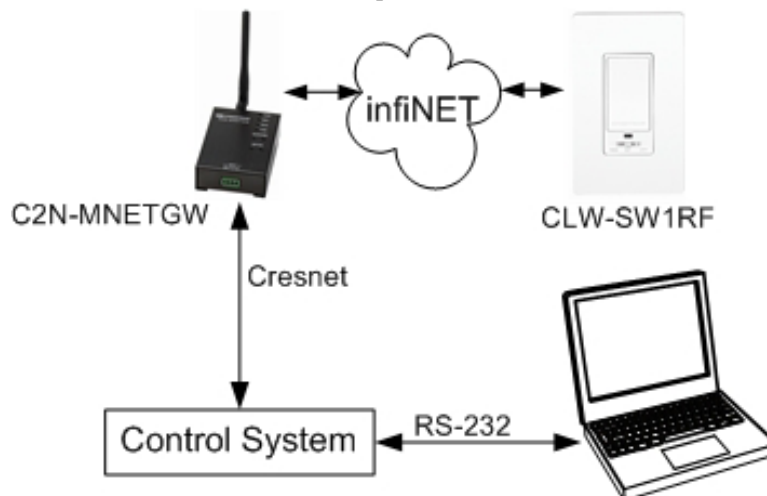 infiNET
C2N-MNETGW
CLW-SW1RF
Cresnet
Control System
RS-232